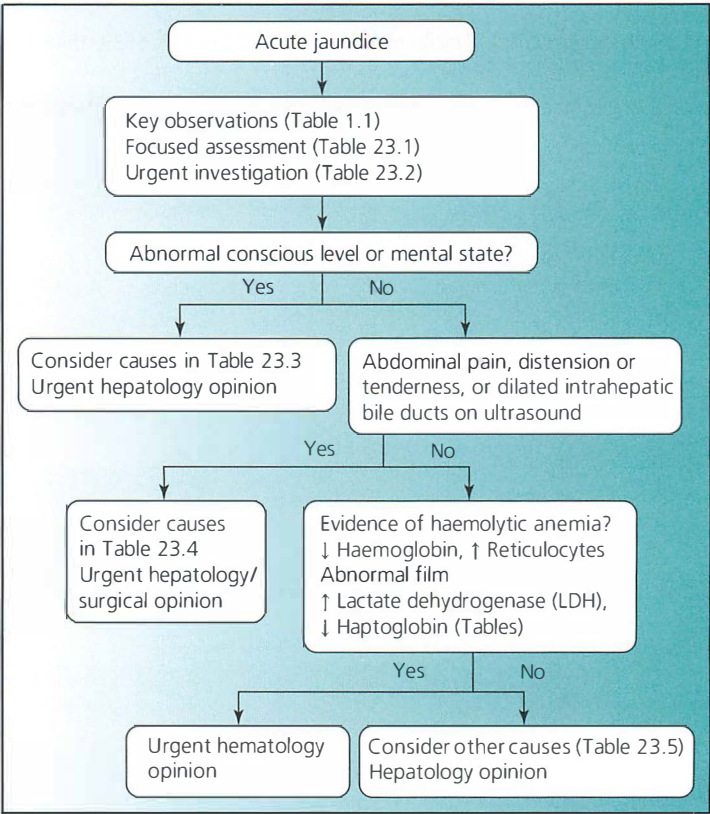 Acute jaundice
Key observations (Table 1.1)
Focused assessment (Table 23.1)
Urgent investigation (Table 23.2)
Abnormal conscious level or mental state?
Yes
No
Consider causes in Table 23.3
Urgent hepatology opinion
Abdominal pain, distension or
tenderness, or dilated intrahepatic
bile ducts on ultrasound
Yes
No
Consider causes
in Table 23.4
Urgent hepatology/
surgical opinion
Evidence of haemolytic anemia?
↓ Haemoglobin, ↑ Reticulocytes
Abnormal film
↑ Lactate dehydrogenase (LDH),
↓ Haptoglobin (Tables)
Yes
No
Urgent hematology
opinion
Consider other causes (Table 23.5)
Hepatology opinion